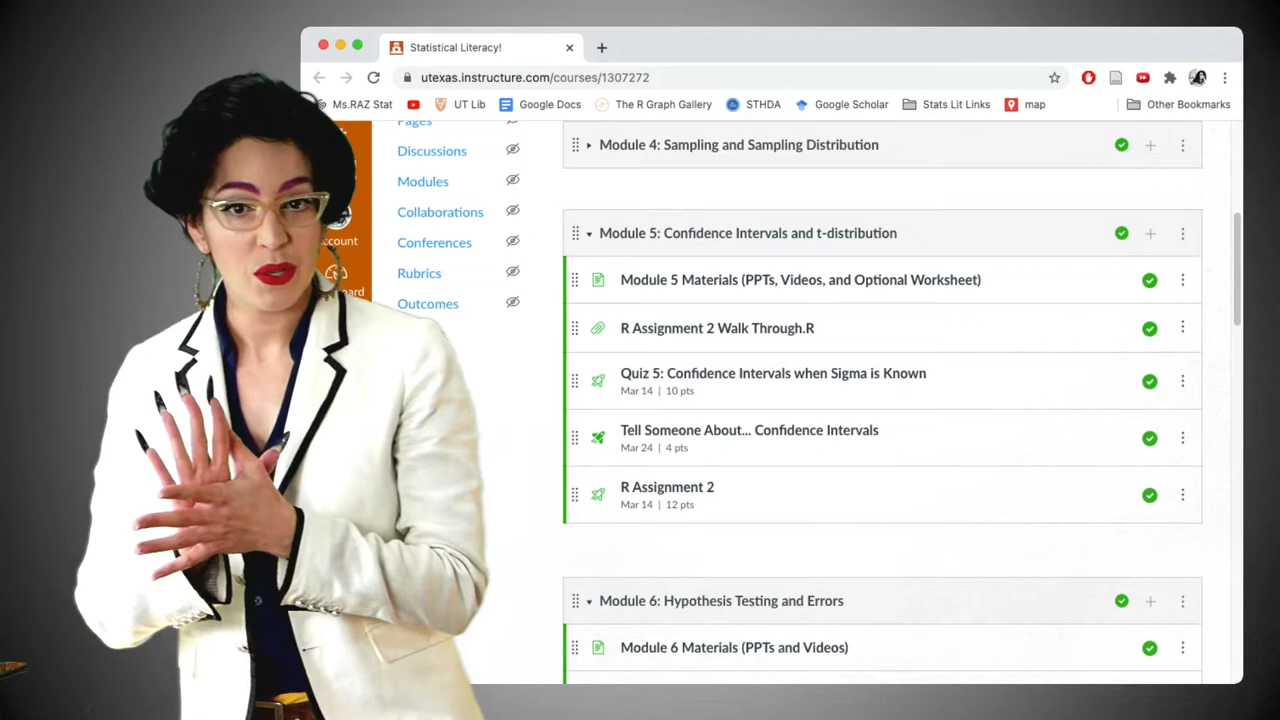 Statistical Literacy!
utexas.instructure.com/courses/1307272
Ms.RAZ Stat
UT Lib
Google Docs
The R Graph Gallery
STHDA
Google Scholar
Stats Lit Links
map
Other Bookmarks
Pages
Discussions
Modules
Collaborations
Conferences
Rubrics
Outcomes
ccount
board
Module 4: Sampling and Sampling Distribution
Module 5: Confidence Intervals and t-distribution
Module 5 Materials (PPTs, Videos, and Optional Worksheet)
R Assignment 2 Walk Through.R
Quiz 5: Confidence Intervals when Sigma is Known
Mar 14 | 10 pts
Tell Someone About... Confidence Intervals
Mar 24 | 4 pts
R Assignment 2
Mar 14 | 12 pts
Module 6: Hypothesis Testing and Errors
Module 6 Materials (PPTs and Videos)